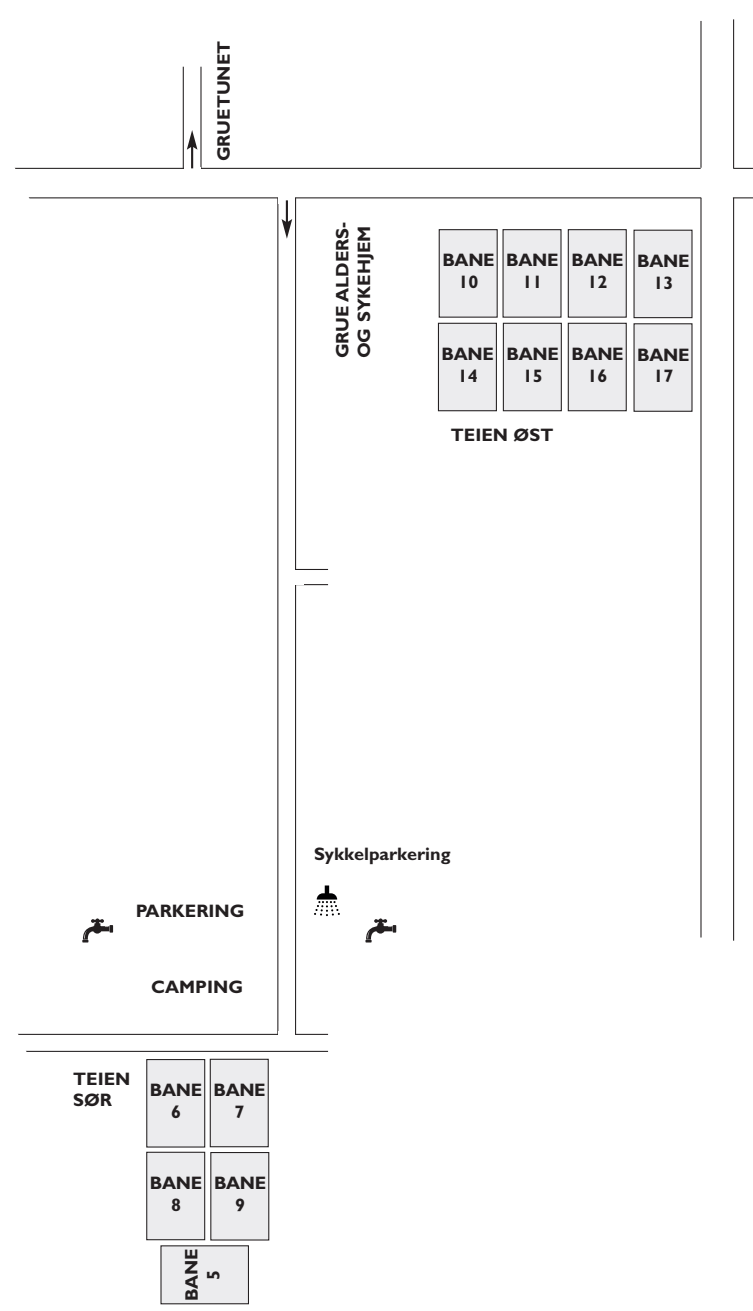 GRUETUNET
GRUE ALDERS-
OG SYKEHJEM
BANE
10
BANE
11
BANE
12
BANE
13
BANE
14
BANE
15
BANE
16
BANE
17
TEIEN ØST
Sykkelparkering
PARKERING
CAMPING
TEIEN
SØR
BANE
6
BANE
7
BANE
8
BANE
9
BANE
5